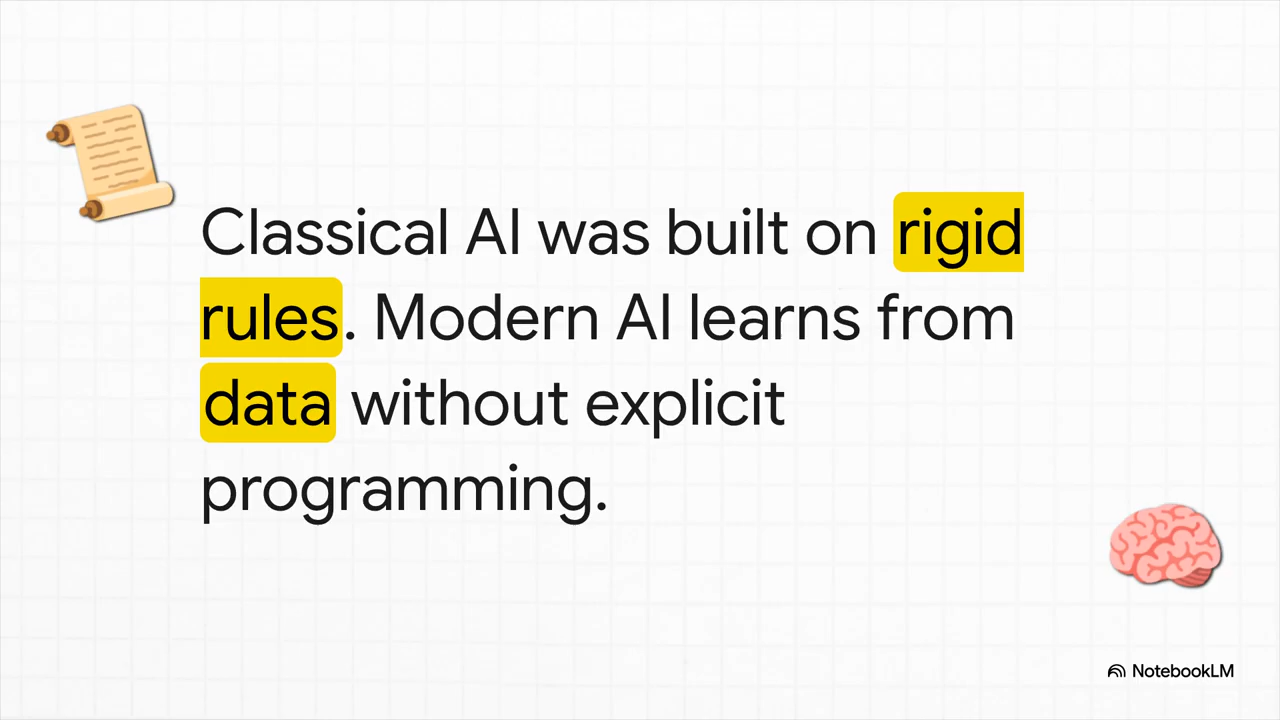 Classical AI was built on rigid
rules. Modern AI learns from
data without explicit
programming.
NotebookLM